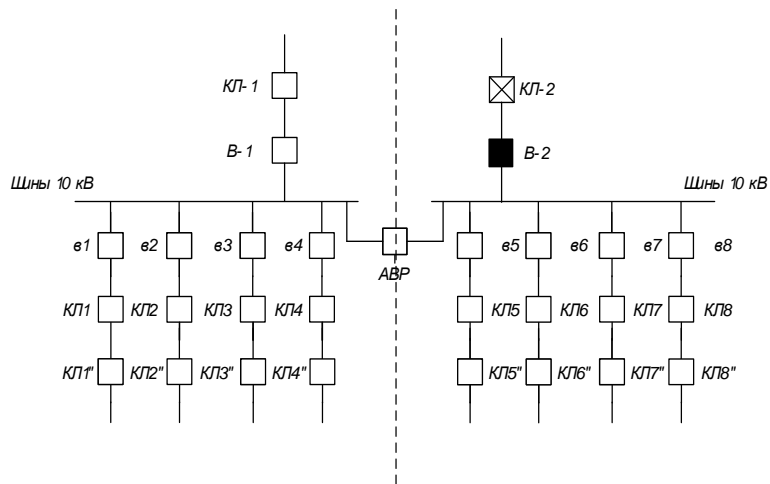 КЛ-1
КЛ-2
В-1
В-2
Шины 10 кВ
Шины 10 кВ
в1
в2
в3
в4
в5
в6
в7
в8
АВР
КЛ1
КЛ2
КЛ3
КЛ4
КЛ5
КЛ6
КЛ7
КЛ8
КЛ1"
КЛ2"
КЛ3"
КЛ4"
КЛ5"
КЛ6"
КЛ7"
КЛ8"